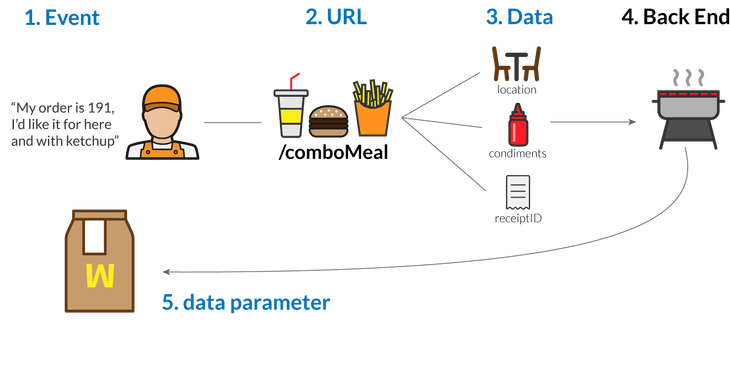 1. Event
2. URL
3. Data
4. Back End
“My order is 191,
I’d like it for here
and with ketchup”
/comboMeal
location
condiments
receiptID
M
5. data parameter